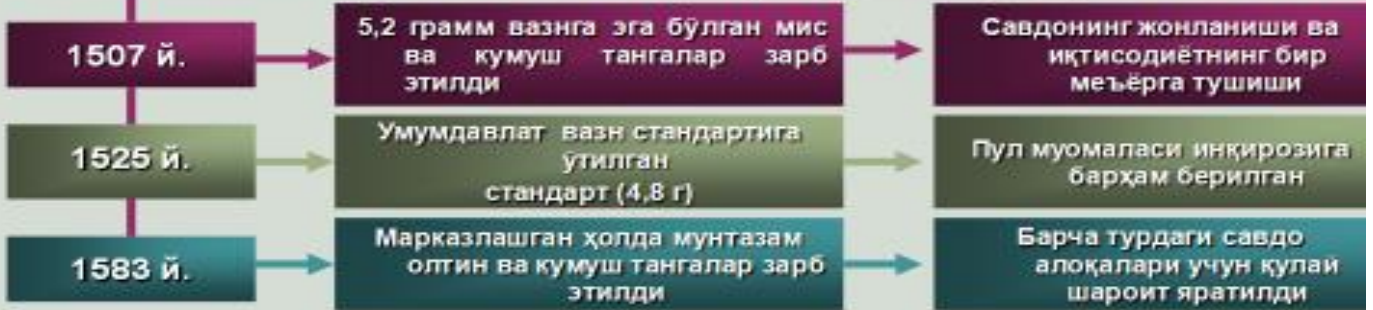 1507 й.
5,2 грамм вазнга эга бўлган мис
ва кумуш тангалар зарб
этилди
Савдонинг жонланиши ва
иқтисодиётнинг бир
меъёрга тушиши
1525 й.
Умумдавлат вазн стандартига
ўтилган
стандарт (4,8 г)
Пул муомаласи инқирозига
барҳам берилган
1583 й.
Марказлашган ҳолда мунтазам
олтин ва кумуш тангалар зарб
этилди
Барча турдаги савдо
алоқалари учун қулай
шароит яратилди